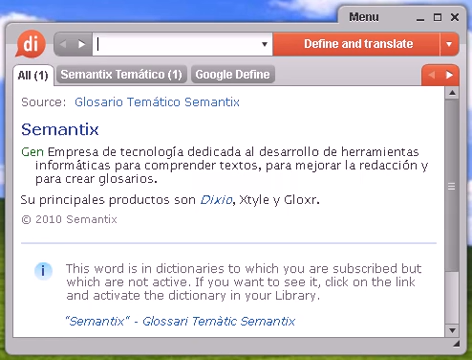 Menu
di
Define and translate
All (1)
Semantix Temático (1)
Google Define
Source: Glosario Temático Semantix
Semantix
Gen Empresa de tecnología dedicada al desarrollo de herramientas
informáticas para comprender textos, para mejorar la redacción y
para crear glosarios.
Su principales producto son Dixio, Xtyle y Gloxr.
© 2010 Semantix
i
This word is in dictionaries to which you are subscribed but
which are not active. If you want to see it, click on the link
and activate the dictionary in your Library.
"Semantix" - Glossari Temàtic Semantix